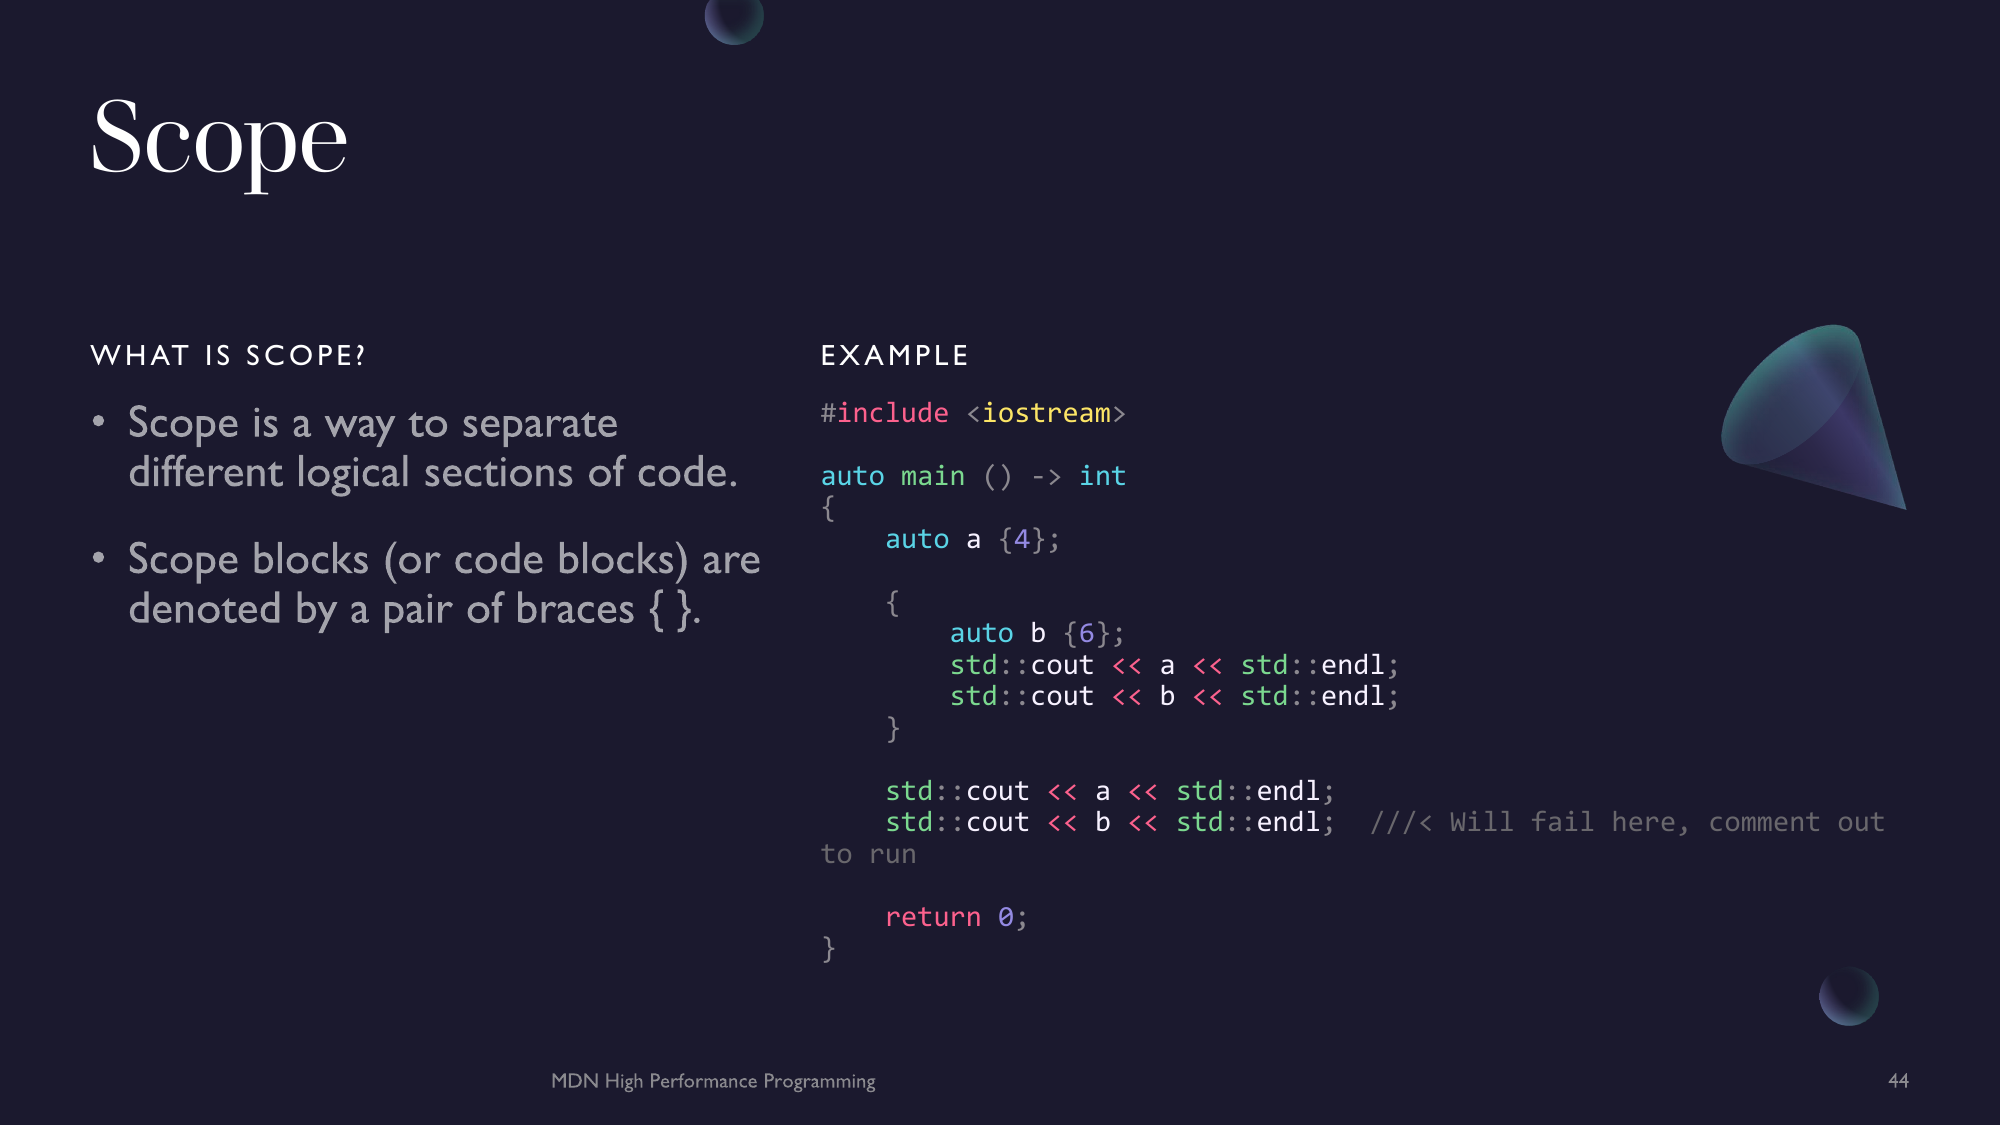 Scope
WHAT IS SCOPE?
• Scope is a way to separate
different logical sections of code.
• Scope blocks (or code blocks) are
denoted by a pair of braces { }.
EXAMPLE
#include <iostream>
auto main () -> int
{
    auto a {4};
    {
        auto b {6};
        std::cout << a << std::endl;
        std::cout << b << std::endl;
    }
    std::cout << a << std::endl;
    std::cout << b << std::endl;  ///< Will fail here, comment out
to run
    return 0;
}
MDN High Performance Programming
44